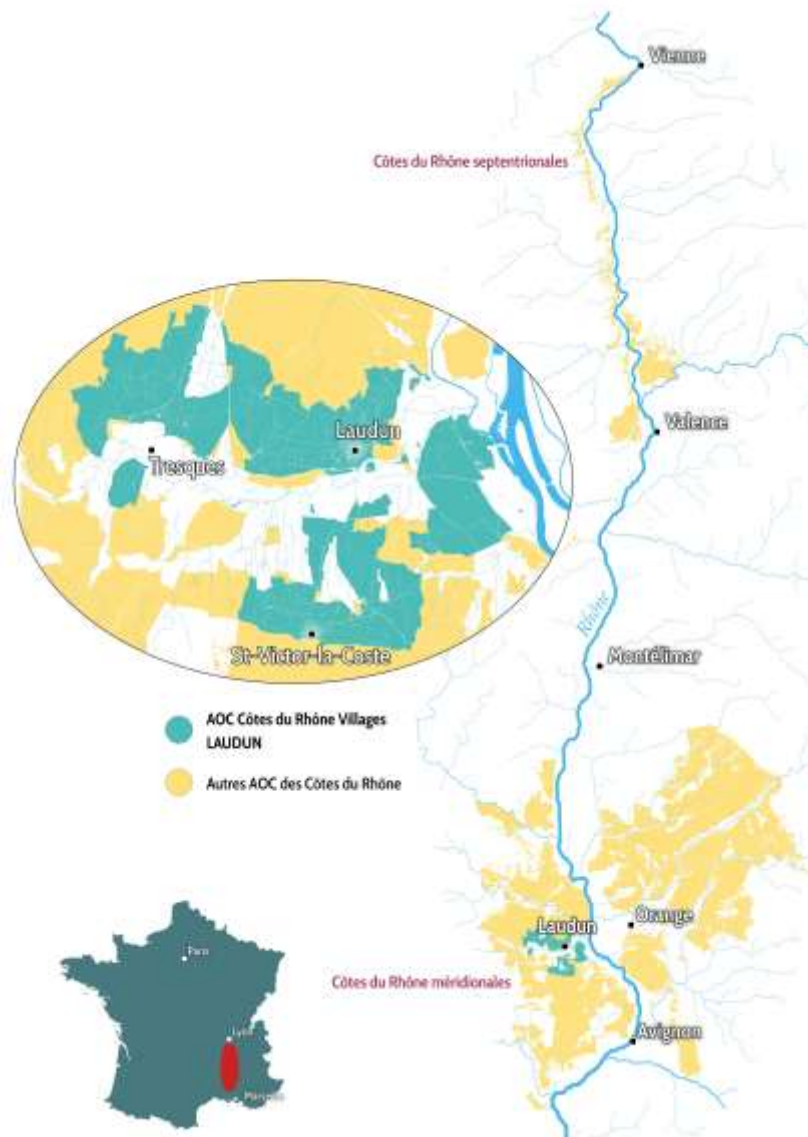 Vienne
Côtes du Rhône septentrionales
Valence
Laudun
Tresques
St-Victor-la-Coste
Rhône
Montélimar
AOC Côtes du Rhône Villages
LAUDUN
Autres AOC des Côtes du Rhône
Orange
Laudun
Côtes du Rhône méridionales
Avignon
Paris
Lyon